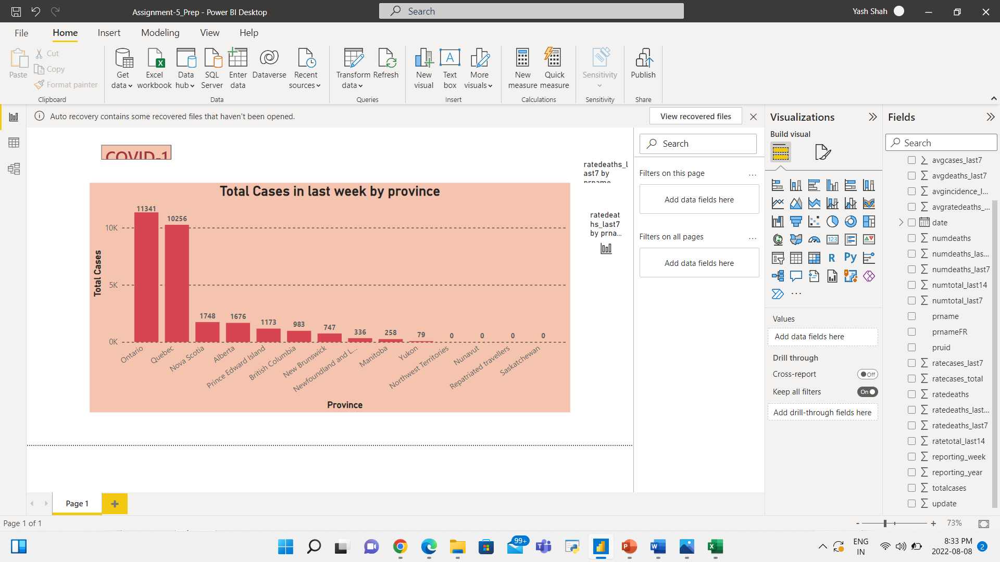 Assignment-5_Prep - Power BI Desktop
Search
Yash Shah
File Home Insert Modeling View Help
Paste
Cut
Copy
Format painter
Clipboard
Get data
Excel workbook
Data hub
SQL Server
Enter data
Dataverse
Recent sources
Data
Transform data
Refresh
Queries
New visual
Text box
A
More visuals
Insert
New measure
Quick measure
Calculations
Sensitivity
Sensitivity
Publish
Share
Auto recovery contains some recovered files that haven't been opened.
View recovered files
COVID-1
Total Cases in last week by province
Total Cases
10K
5K
0K
11341
10256
1748
1676
1173
983
747
336
258
79
0
0
0
0
Ontario
Quebec
Nova Scotia
Alberta
Prince Edward Island
British Columbia
New Brunswick
Newfoundland and L...
Manitoba
Yukon
Northwest Territories
Nunavut
Repatriated travellers
Saskatchewan
Province
ratedeaths_l
ast7 by
prname
ratedeat
hs_last7
by prna...
Search
Filters on this page ...
Add data fields here
Filters on all pages ...
Add data fields here
Visualizations
Build visual
123
R
Py
...
Values
Add data fields here
Drill through
Cross-report Off
Keep all filters On
Add drill-through fields here
Fields
Search
avgcases_last7
avgdeaths_last7
avgincidence_l...
avgratedeaths_...
date
numdeaths
numdeaths_las...
numdeaths_last7
numtotal_last14
numtotal_last7
prname
prnameFR
pruid
ratecases_last7
ratecases_total
ratedeaths
ratedeaths_last...
ratedeaths_last7
ratetotal_last14
reporting_week
reporting_year
totalcases
update
Page 1
+
Page 1 of 1
- + 73%
99+
ENG
IN
8:33 PM
2022-08-08
2